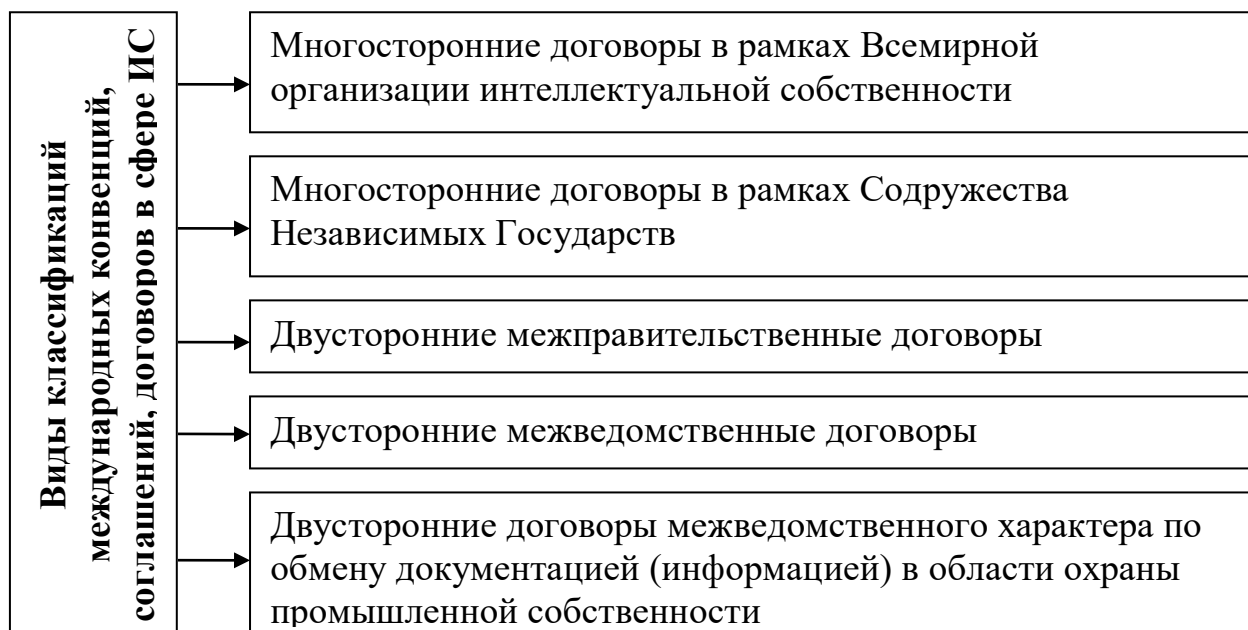 Виды классификаций
международных конвенций,
соглашений, договоров в сфере ИС
Многосторонние договоры в рамках Всемирной
организации интеллектуальной собственности
Многосторонние договоры в рамках Содружества
Независимых Государств
Двусторонние межправительственные договоры
Двусторонние межведомственные договоры
Двусторонние договоры межведомственного характера по
обмену документацией (информацией) в области охраны
промышленной собственности